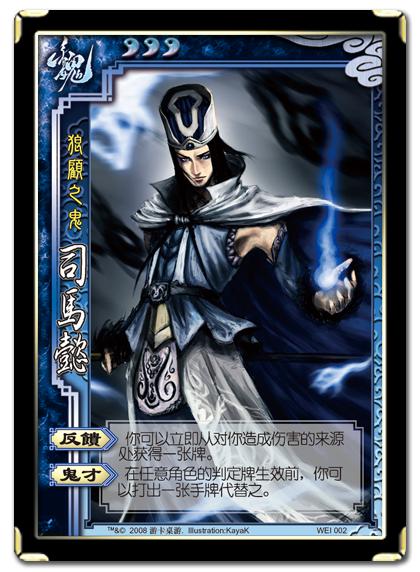 魏
狼顧之鬼
司馬懿
反饋
你可以立即从对你造成伤害的来源
处获得一张牌。
鬼才
在任意角色的判定牌生效前，你可
以打出一张手牌代替之。
™&© 2008 游卡桌游. Illustration:KayaK
WEI 002